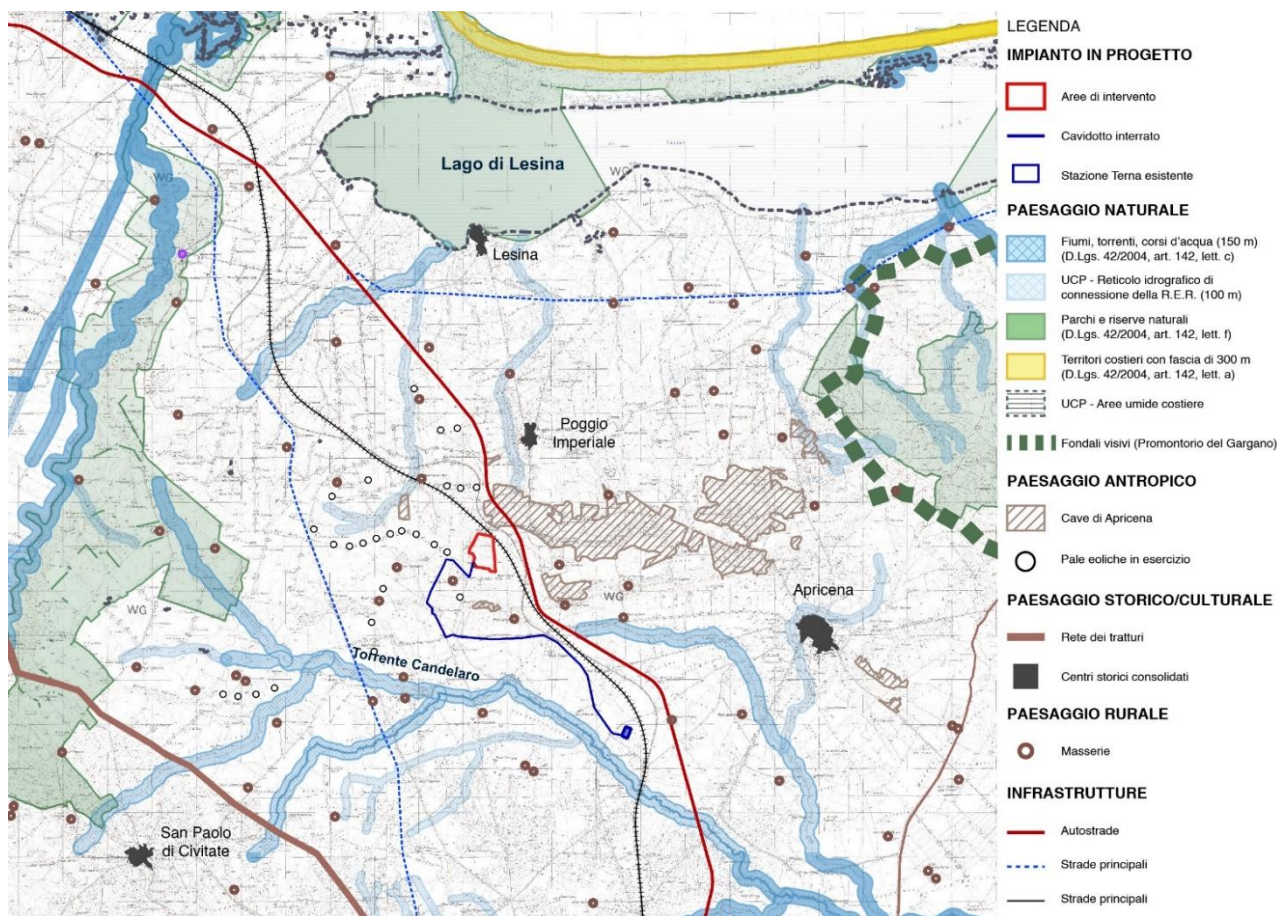 Lago di Lesina
WG
WG
Lesina
Poggio
Imperiale
WG
WG
Apricena
Torrente Candelaro
San Paolo
di Civitate
LEGENDA
IMPIANTO IN PROGETTO
Aree di intervento
Cavidotto interrato
Stazione Terna esistente
PAESAGGIO NATURALE
Fiumi, torrenti, corsi d'acqua (150 m)
(D.Lgs. 42/2004, art. 142, lett. c)
UCP - Reticolo idrografico di
connessione della R.E.R. (100 m)
Parchi e riserve naturali
(D.Lgs. 42/2004, art. 142, lett. f)
Territori costieri con fascia di 300 m
(D.Lgs. 42/2004, art. 142, lett. a)
UCP - Aree umide costiere
Fondali visivi (Promontorio del Gargano)
PAESAGGIO ANTROPICO
Cave di Apricena
Pale eoliche in esercizio
PAESAGGIO STORICO/CULTURALE
Rete dei tratturi
Centri storici consolidati
PAESAGGIO RURALE
Masserie
INFRASTRUTTURE
Autostrade
Strade principali
Strade principali